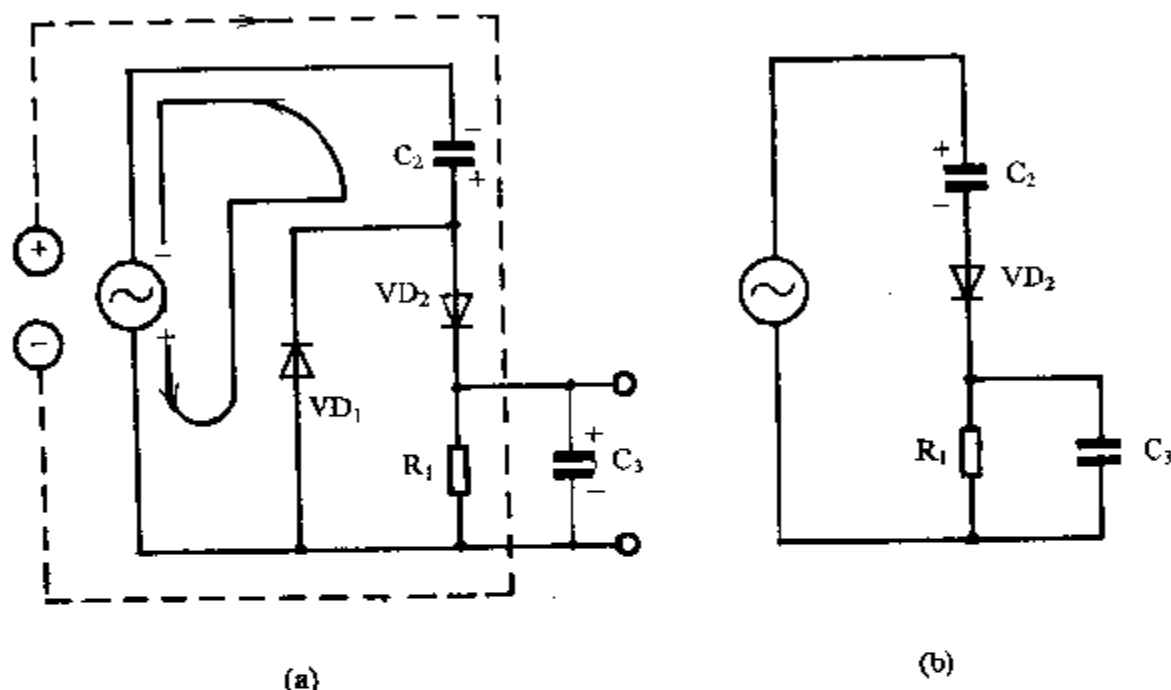 C₂
−
+
+
−
−
+
VD₂
VD₁
R₁
+
−
C₃
(a)
+
−
C₂
VD₂
R₁
C₃
(b)